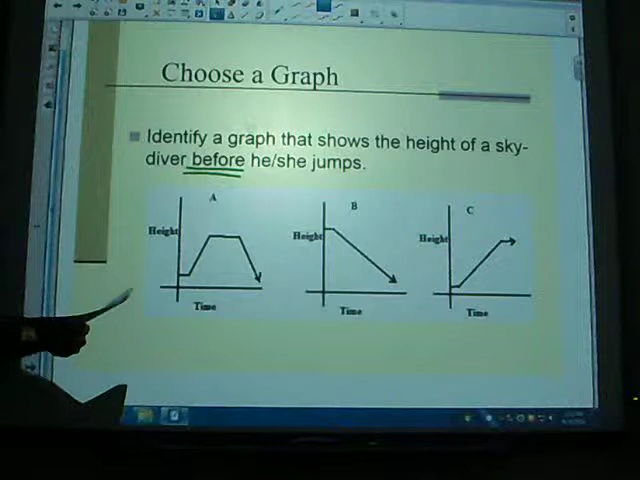 Choose a Graph
Identify a graph that shows the height of a sky-
diver before he/she jumps.
A
B
C
Height
Height
Height
Time
Time
Time